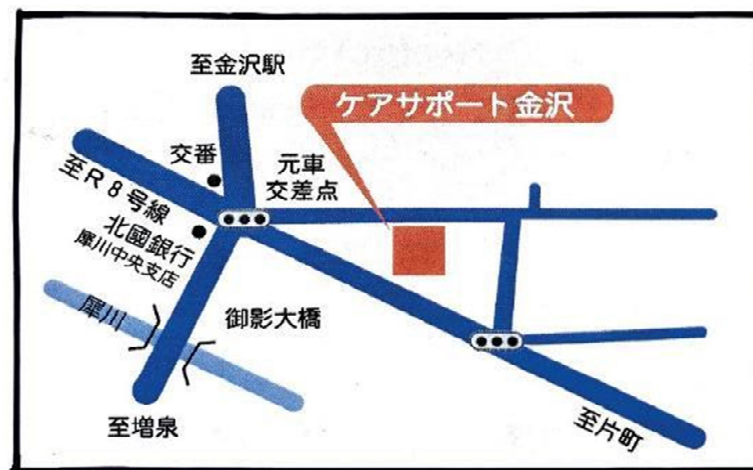 至金沢駅
ケアサポート金沢
交番
元車
交差点
至R8号線
北國銀行
犀川中央支店
犀川
御影大橋
至増泉
至片町